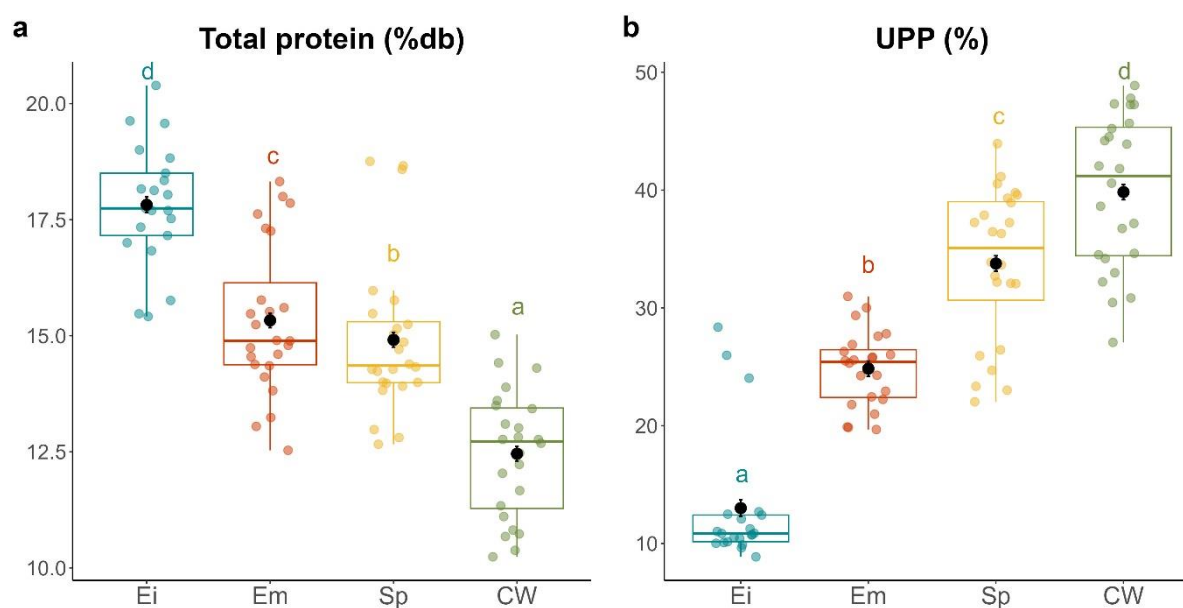 a
Total protein (%db)
d
20.0
c
17.5
b
15.0
a
12.5
10.0
Ei Em Sp CW
b
UPP (%)
50
d
c
40
b
30
20
a
10
Ei Em Sp CW